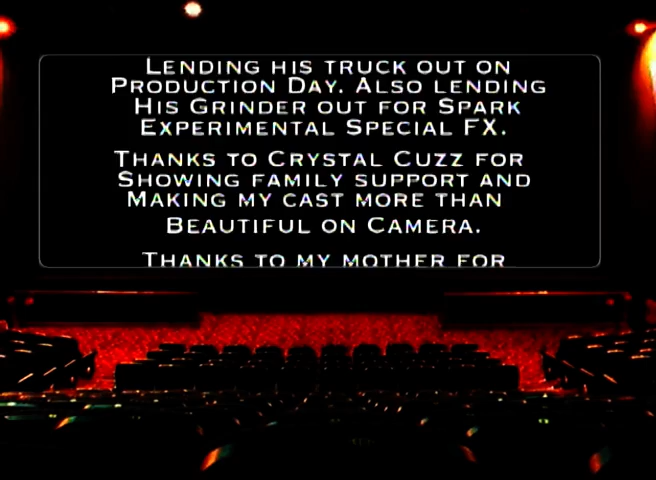 Lending his truck out on
Production Day. Also lending
His Grinder out for Spark
Experimental Special FX.
Thanks to Crystal Cuzz for
Showing family support and
Making my cast more than
Beautiful on Camera.
Thanks to my mother for